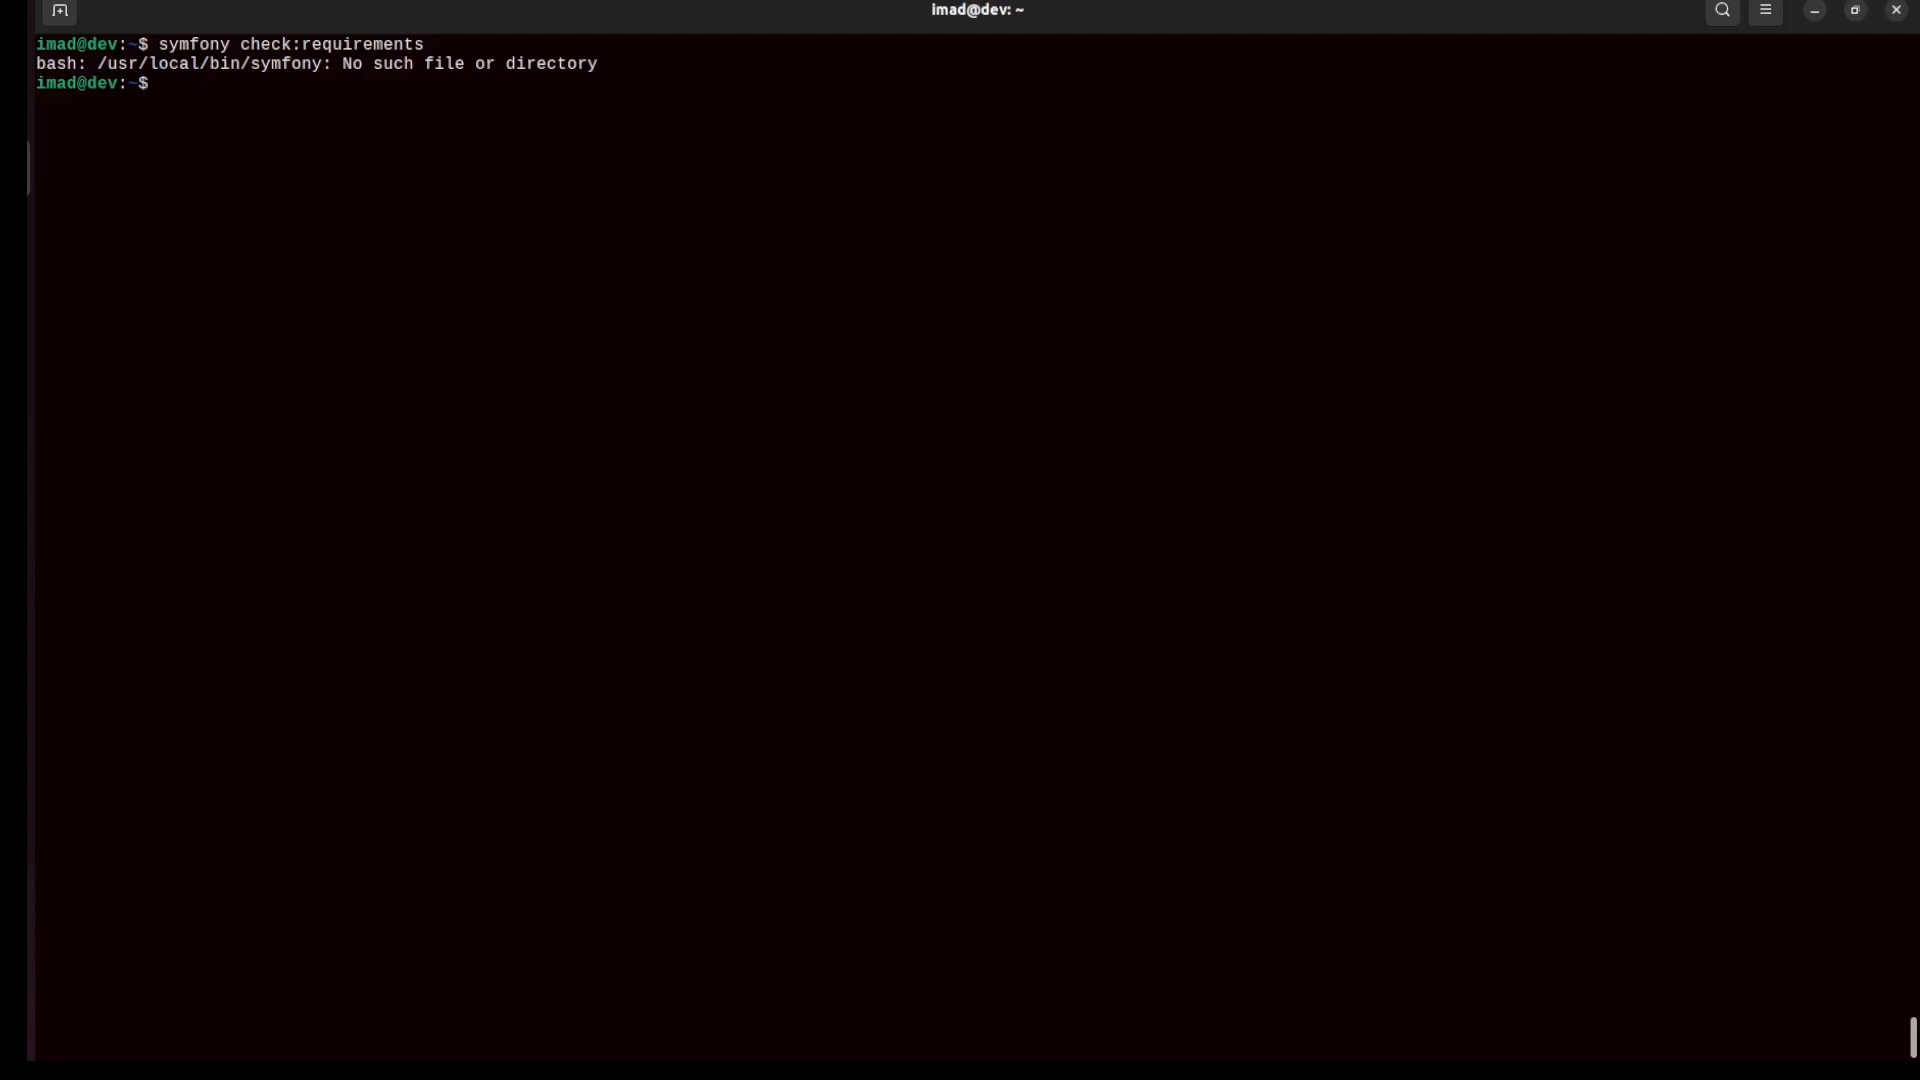 imad@dev: ~
imad@dev:~$ symfony check:requirements
bash: /usr/local/bin/symfony: No such file or directory
imad@dev:~$